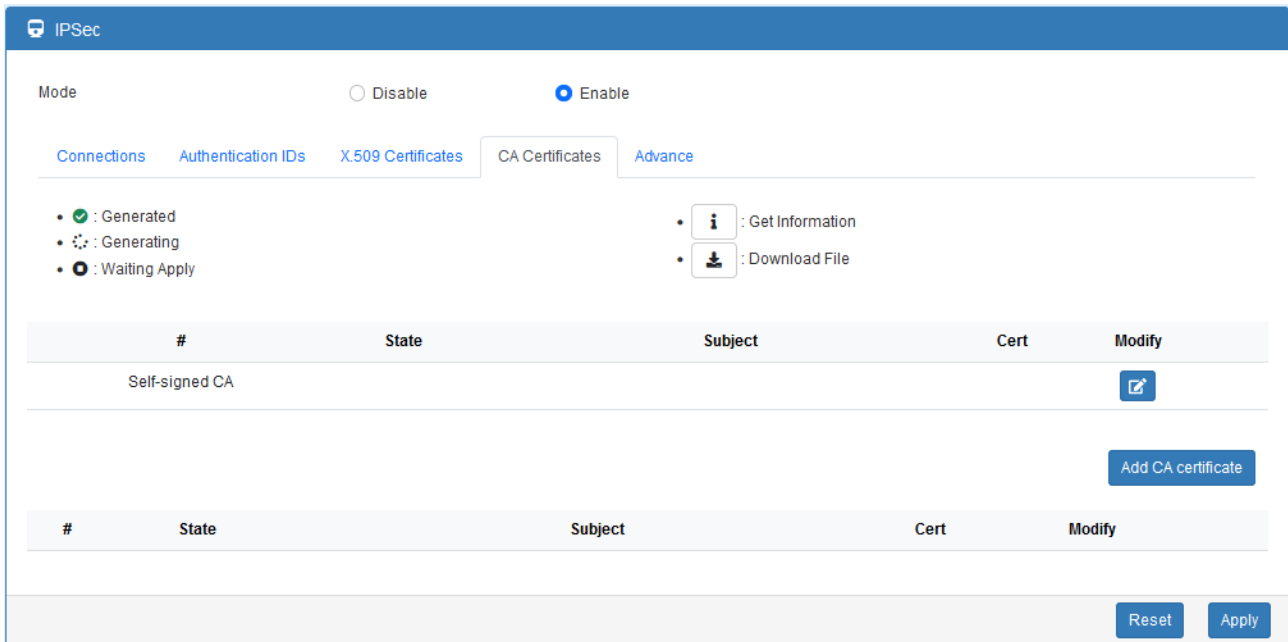 IPSec
Mode Disable Enable
Connections Authentication IDs X.509 Certificates CA Certificates Advance
: Generated
: Generating
: Waiting Apply
: Get Information
: Download File
# State Subject Cert Modify
Self-signed CA
Add CA certificate
# State Subject Cert Modify
Reset Apply